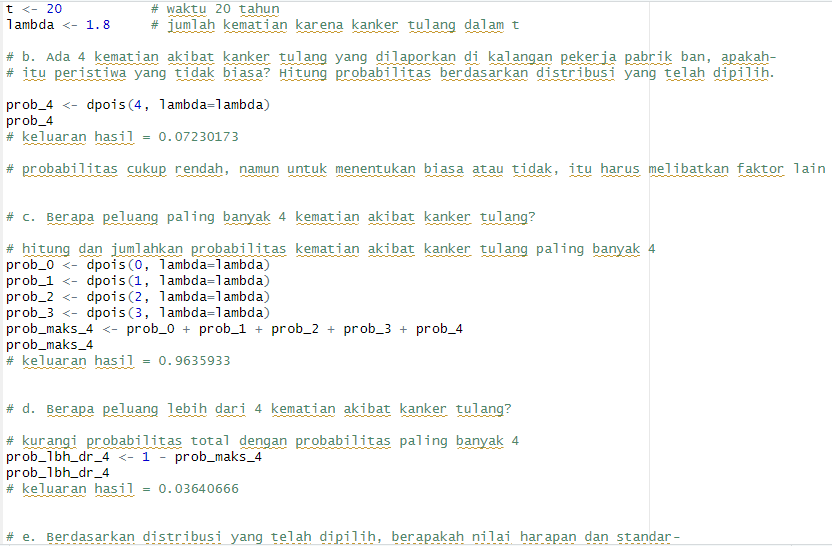 t <- 20 # waktu 20 tahun
lambda <- 1.8 # jumlah kematian karena kanker tulang dalam t
# b. Ada 4 kematian akibat kanker tulang yang dilaporkan di kalangan pekerja pabrik ban, apakah-
# itu peristiwa yang tidak biasa? Hitung probabilitas berdasarkan distribusi yang telah dipilih.
prob_4 <- dpois(4, lambda=lambda)
prob_4
# keluaran hasil = 0.07230173
# probabilitas cukup rendah, namun untuk menentukan biasa atau tidak, itu harus melibatkan faktor lain
# c. Berapa peluang paling banyak 4 kematian akibat kanker tulang?
# hitung dan jumlahkan probabilitas kematian akibat kanker tulang paling banyak 4
prob_0 <- dpois(0, lambda=lambda)
prob_1 <- dpois(1, lambda=lambda)
prob_2 <- dpois(2, lambda=lambda)
prob_3 <- dpois(3, lambda=lambda)
prob_maks_4 <- prob_0 + prob_1 + prob_2 + prob_3 + prob_4
prob_maks_4
# keluaran hasil = 0.9635933
# d. Berapa peluang lebih dari 4 kematian akibat kanker tulang?
# kurangi probabilitas total dengan probabilitas paling banyak 4
prob_lbh_dr_4 <- 1 - prob_maks_4
prob_lbh_dr_4
# keluaran hasil = 0.03640666
# e. Berdasarkan distribusi yang telah dipilih, berapakah nilai harapan dan standar-